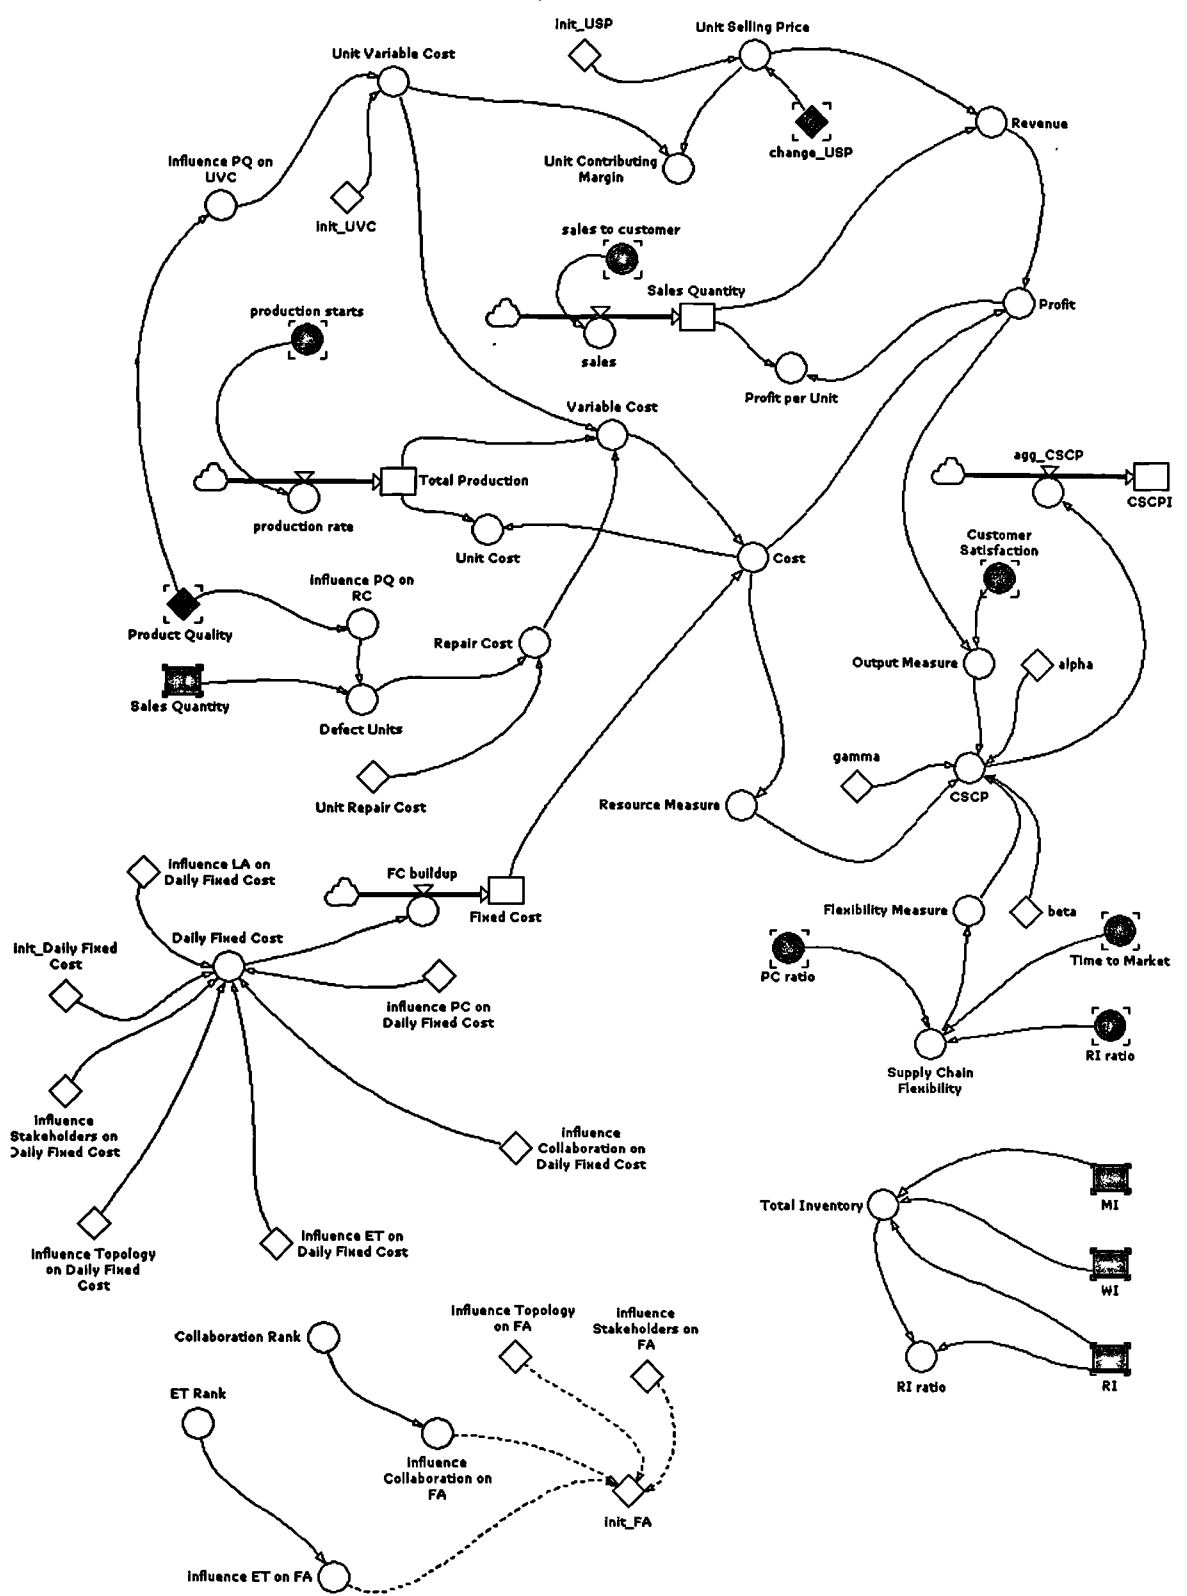 init_USP
Unit Selling Price
Unit Variable Cost
Revenue
change_USP
Influence PQ on
UVC
Unit Contributing
Margin
init_UVC
sales to customer
Sales Quantity
production starts
Profit
sales
Profit per Unit
Variable Cost
agg_CSCP
Total Production
CSCPI
production rate
Unit Cost
Cost
Customer
Satisfaction
influence PQ on
RC
Product Quality
Repair Cost
Output Measure
alpha
Sales Quantity
Defect Units
gamma
CSCP
Unit Repair Cost
Resource Measure
influence LA on
Daily Fixed Cost
FC buildup
Fixed Cost
Flexibility Measure
beta
Daily Fixed Cost
init_Daily Fixed
Cost
PC ratio
Time to Market
influence PC on
Daily Fixed Cost
RI ratio
Supply Chain
Flexibility
influence
Stakeholders on
Daily Fixed Cost
influence
Collaboration on
Daily Fixed Cost
Total Inventory
MI
influence Topology
on Daily Fixed
Cost
influence ET on
Daily Fixed Cost
WI
influence Topology
on FA
influence
Stakeholders on
FA
Collaboration Rank
RI ratio
RI
ET Rank
influence
Collaboration on
FA
init_FA
influence ET on FA